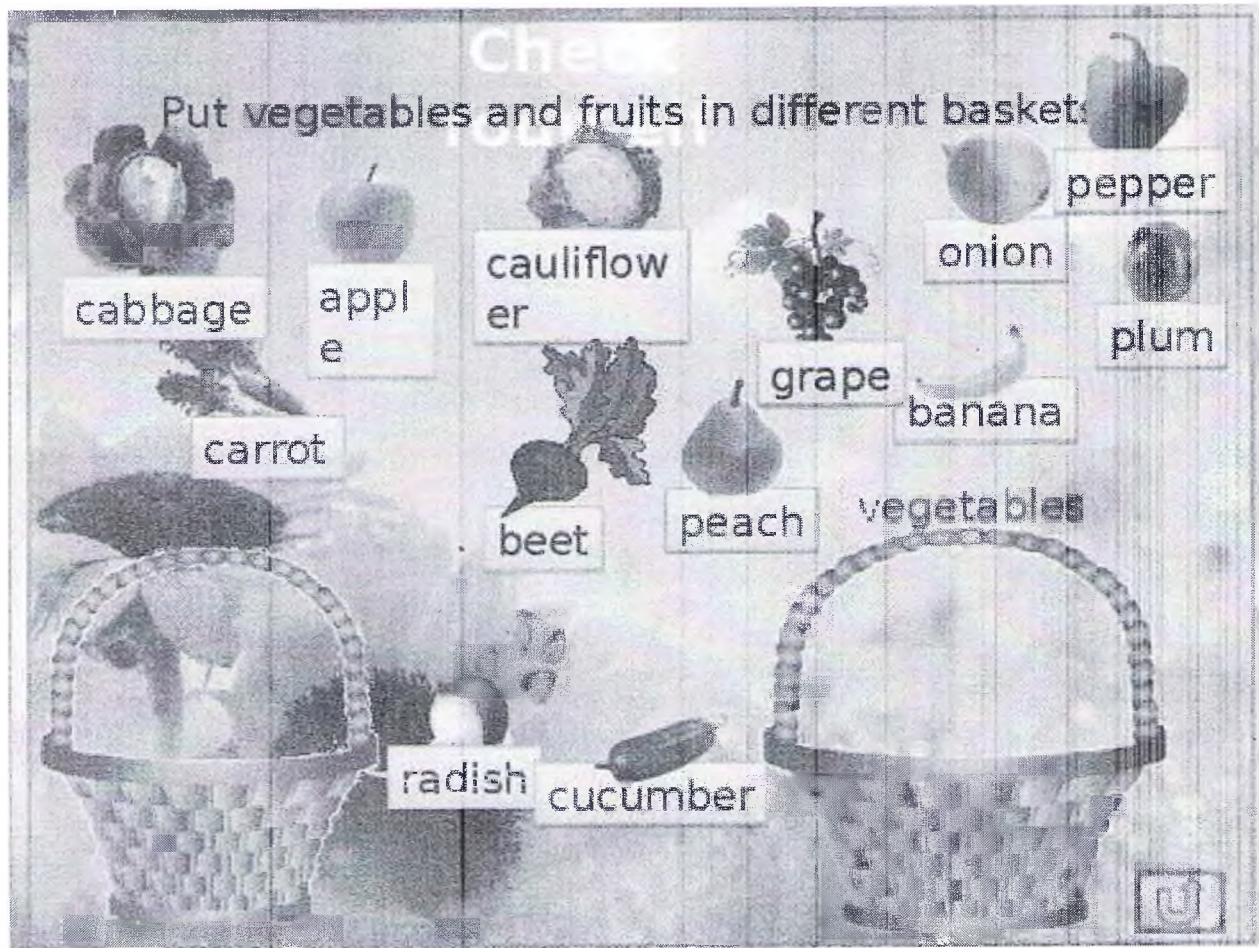 Check
Put vegetables and fruits in different baskets
pepper
onion
cauliflow
er
cabbage
appl
e
plum
grape
banana
carrot
peach
beet
vegetables
radish
cucumber